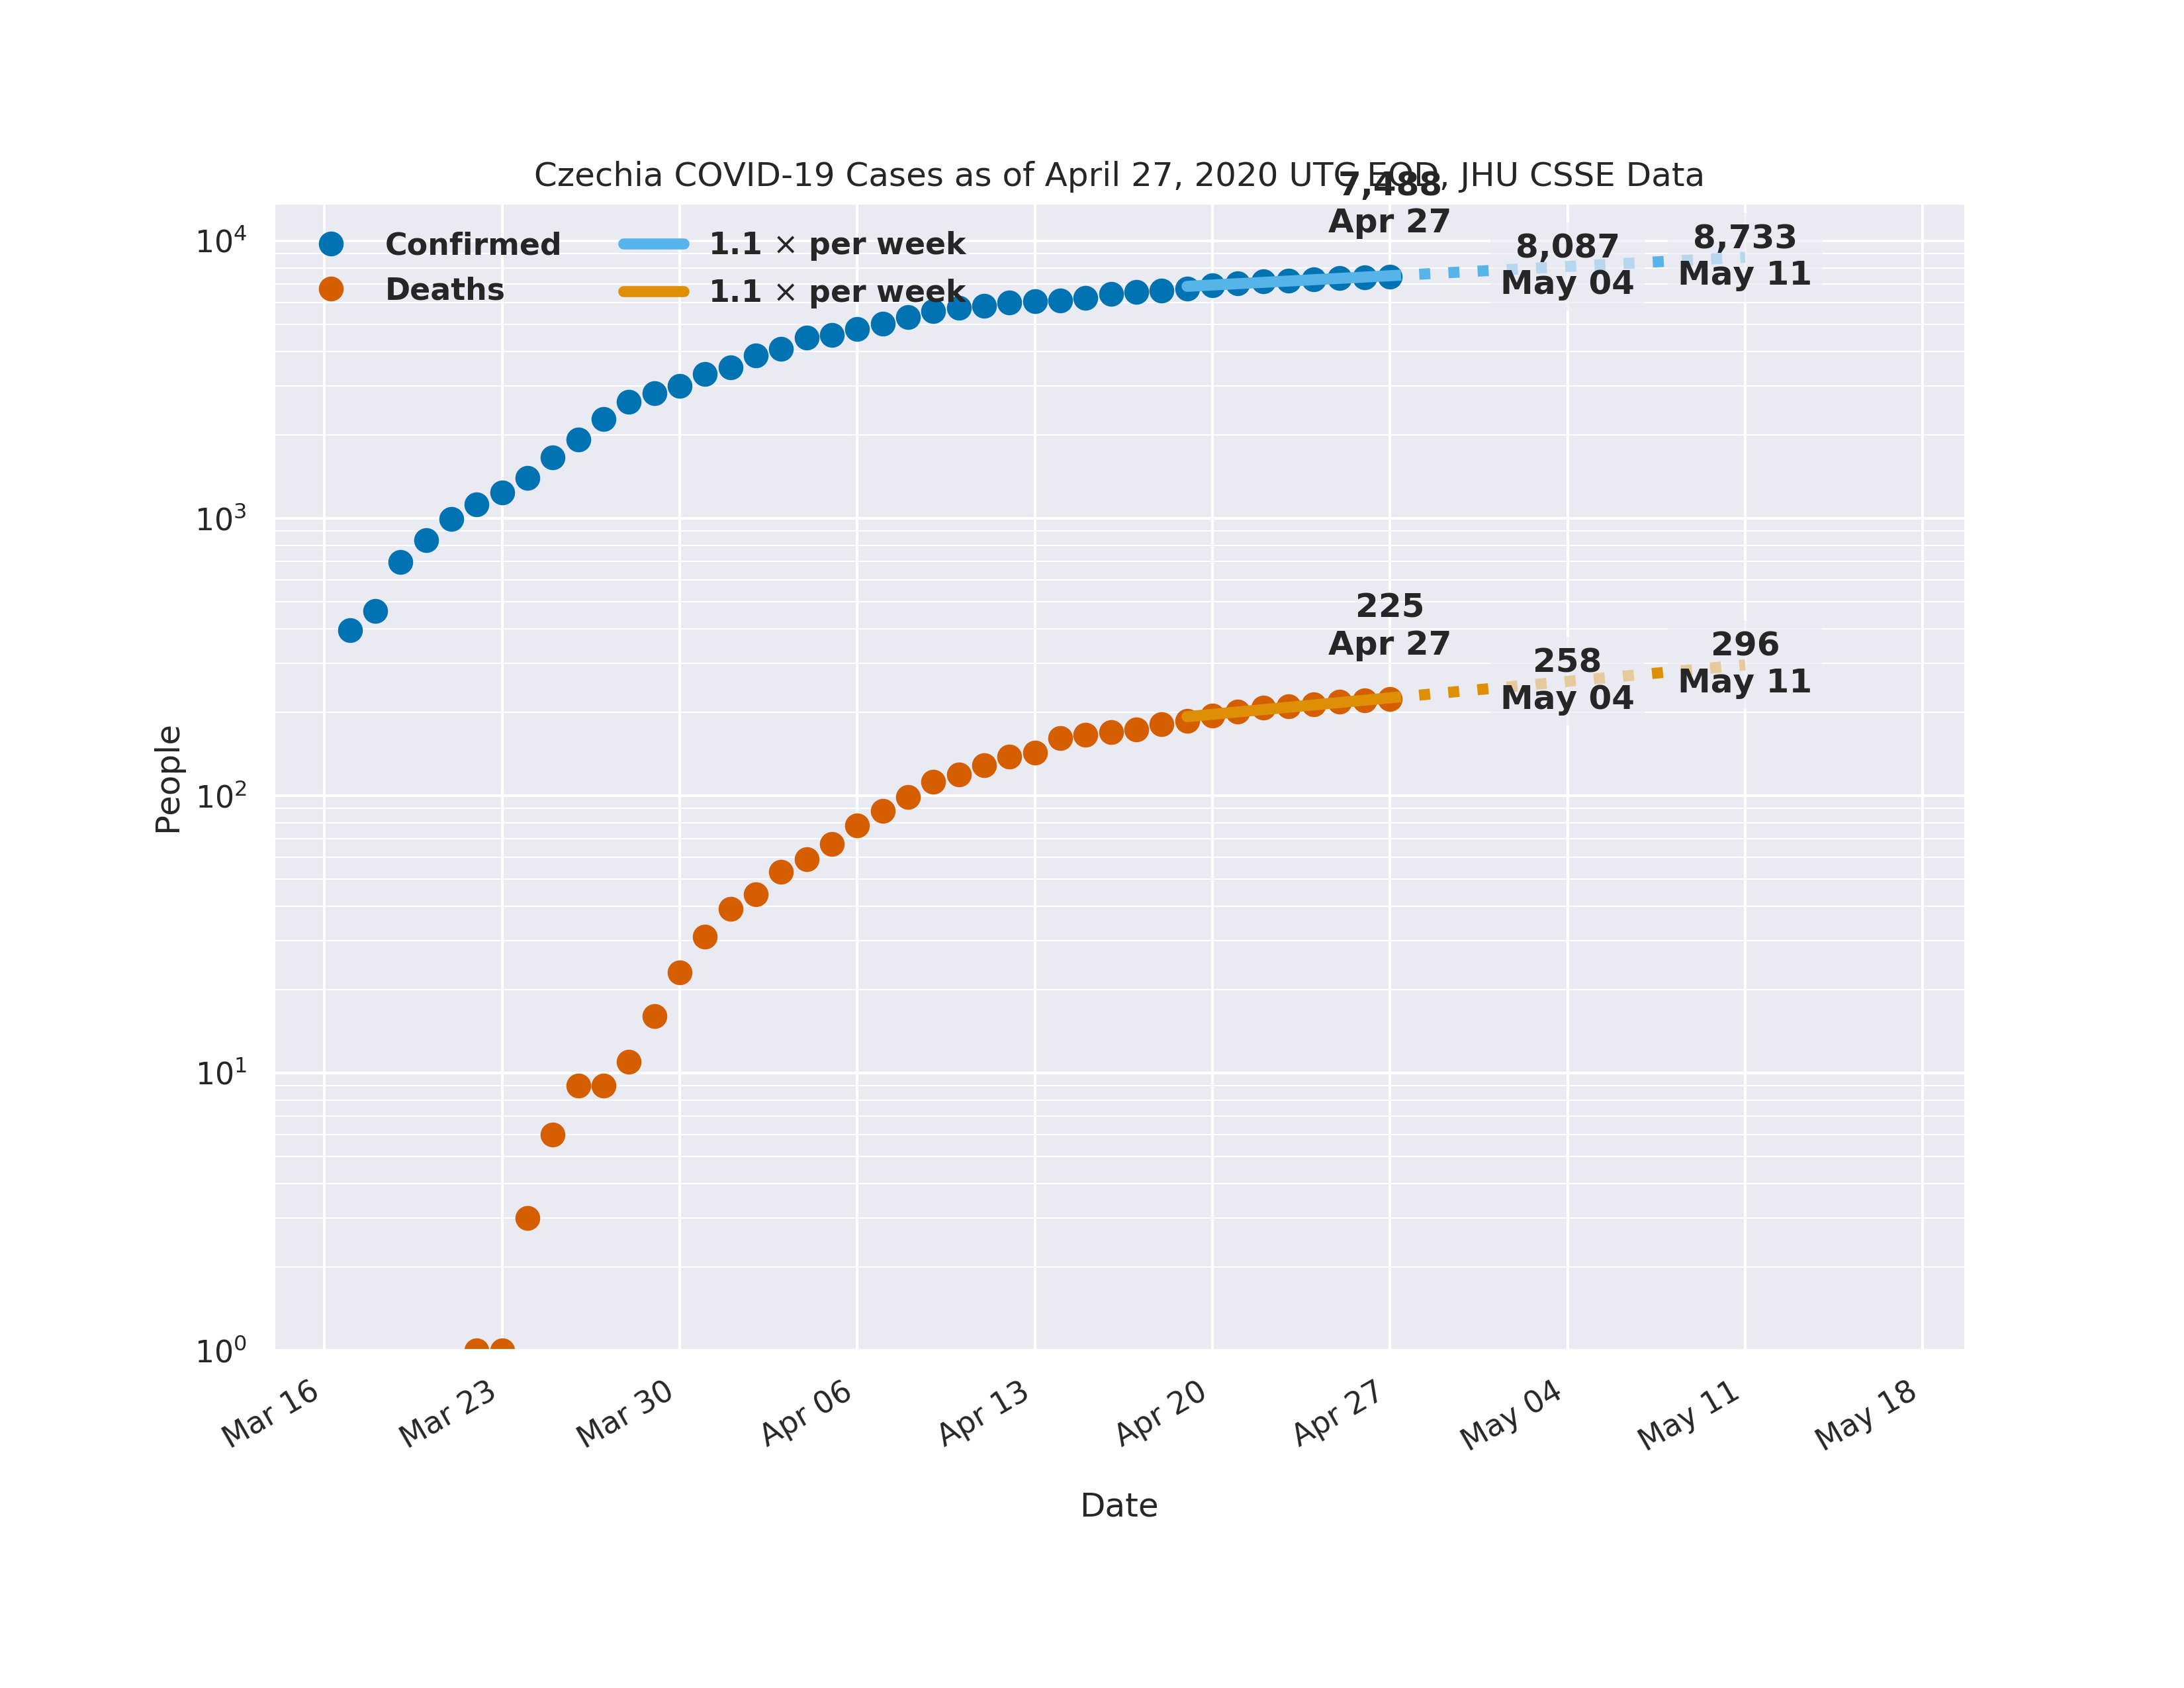 Czechia COVID-19 Cases as of April 27, 2020 UTC EOD, JHU CSSE Data
7,488
Apr 27
8,087
May 04
8,733
May 11
Confirmed
Deaths
1.1 × per week
1.1 × per week
225
Apr 27
258
May 04
296
May 11
People
10⁴
10³
10²
10¹
10⁰
Mar 16
Mar 23
Mar 30
Apr 06
Apr 13
Apr 20
Apr 27
May 04
May 11
May 18
Date